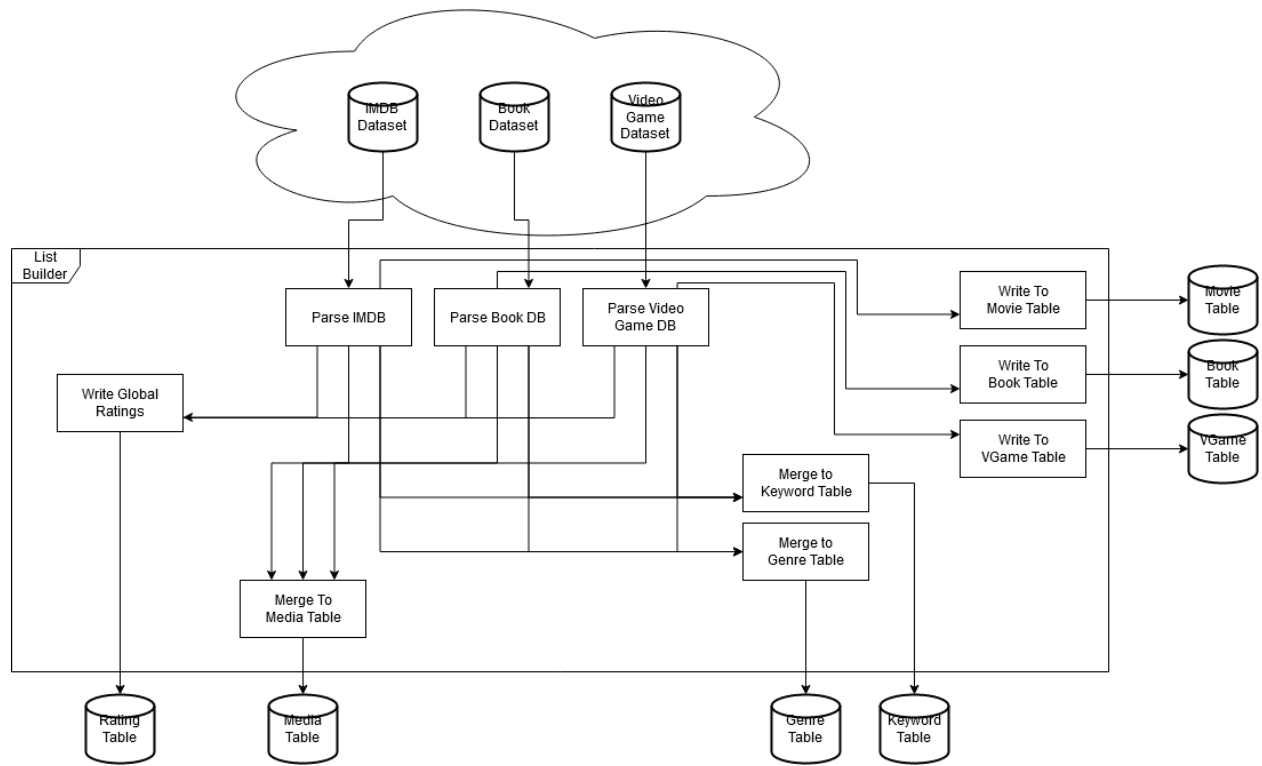 IMDB
Dataset
Book
Dataset
Video
Game
Dataset
List
Builder
Parse IMDB
Parse Book DB
Parse Video
Game DB
Write To
Movie Table
Movie
Table
Write To
Book Table
Book
Table
Write Global
Ratings
Write To
VGame Table
VGame
Table
Merge to
Keyword Table
Merge to
Genre Table
Merge To
Media Table
Rating
Table
Media
Table
Genre
Table
Keyword
Table